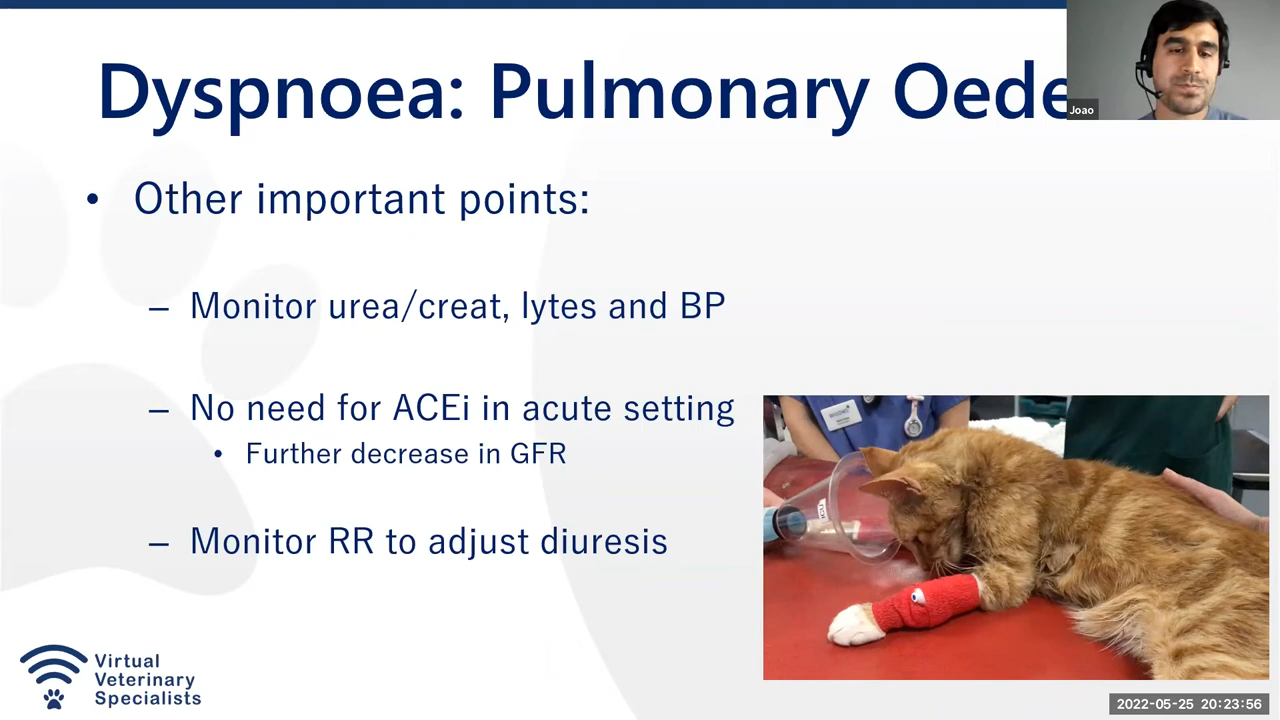 Dyspnoea: Pulmonary Oede
Joao
• Other important points:
– Monitor urea/creat, lytes and BP
– No need for ACEi in acute setting
• Further decrease in GFR
– Monitor RR to adjust diuresis
Virtual
Veterinary
Specialists
2022-05-25 20:23:56